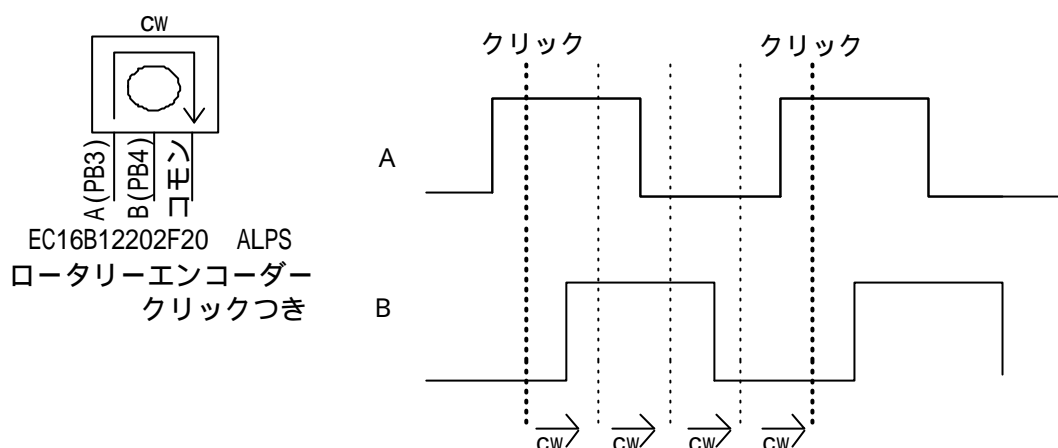 CW
A(PB3)
B(PB4)
コモン
EC16B12202F20 ALPS
ロータリーエンコーダー
クリックつき
クリック クリック
A
B
CW CW CW CW